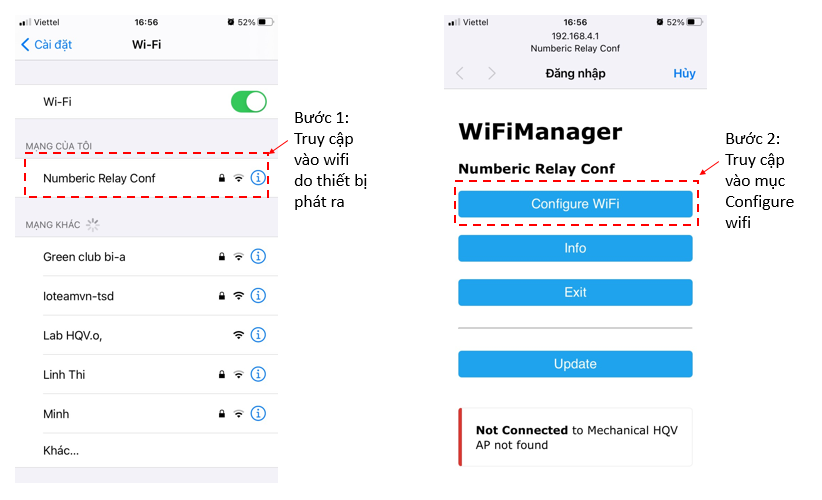 Viettel 16:56 52%
Cài đặt Wi-Fi
Wi-Fi
MẠNG CỦA TÔI
Numberic Relay Conf
MẠNG KHÁC
Green club bi-a
Ioteamvn-tsd
Lab HQV.o,
Linh Thi
Minh
Khác...
Bước 1:
Truy cập
vào wifi
do thiết bị
phát ra
Viettel 16:56 52%
192.168.4.1
Numberic Relay Conf
Đăng nhập Hủy
WiFiManager
Numberic Relay Conf
Configure WiFi
Info
Exit
Update
Not Connected to Mechanical HQV
AP not found
Bước 2:
Truy cập
vào mục
Configure
wifi